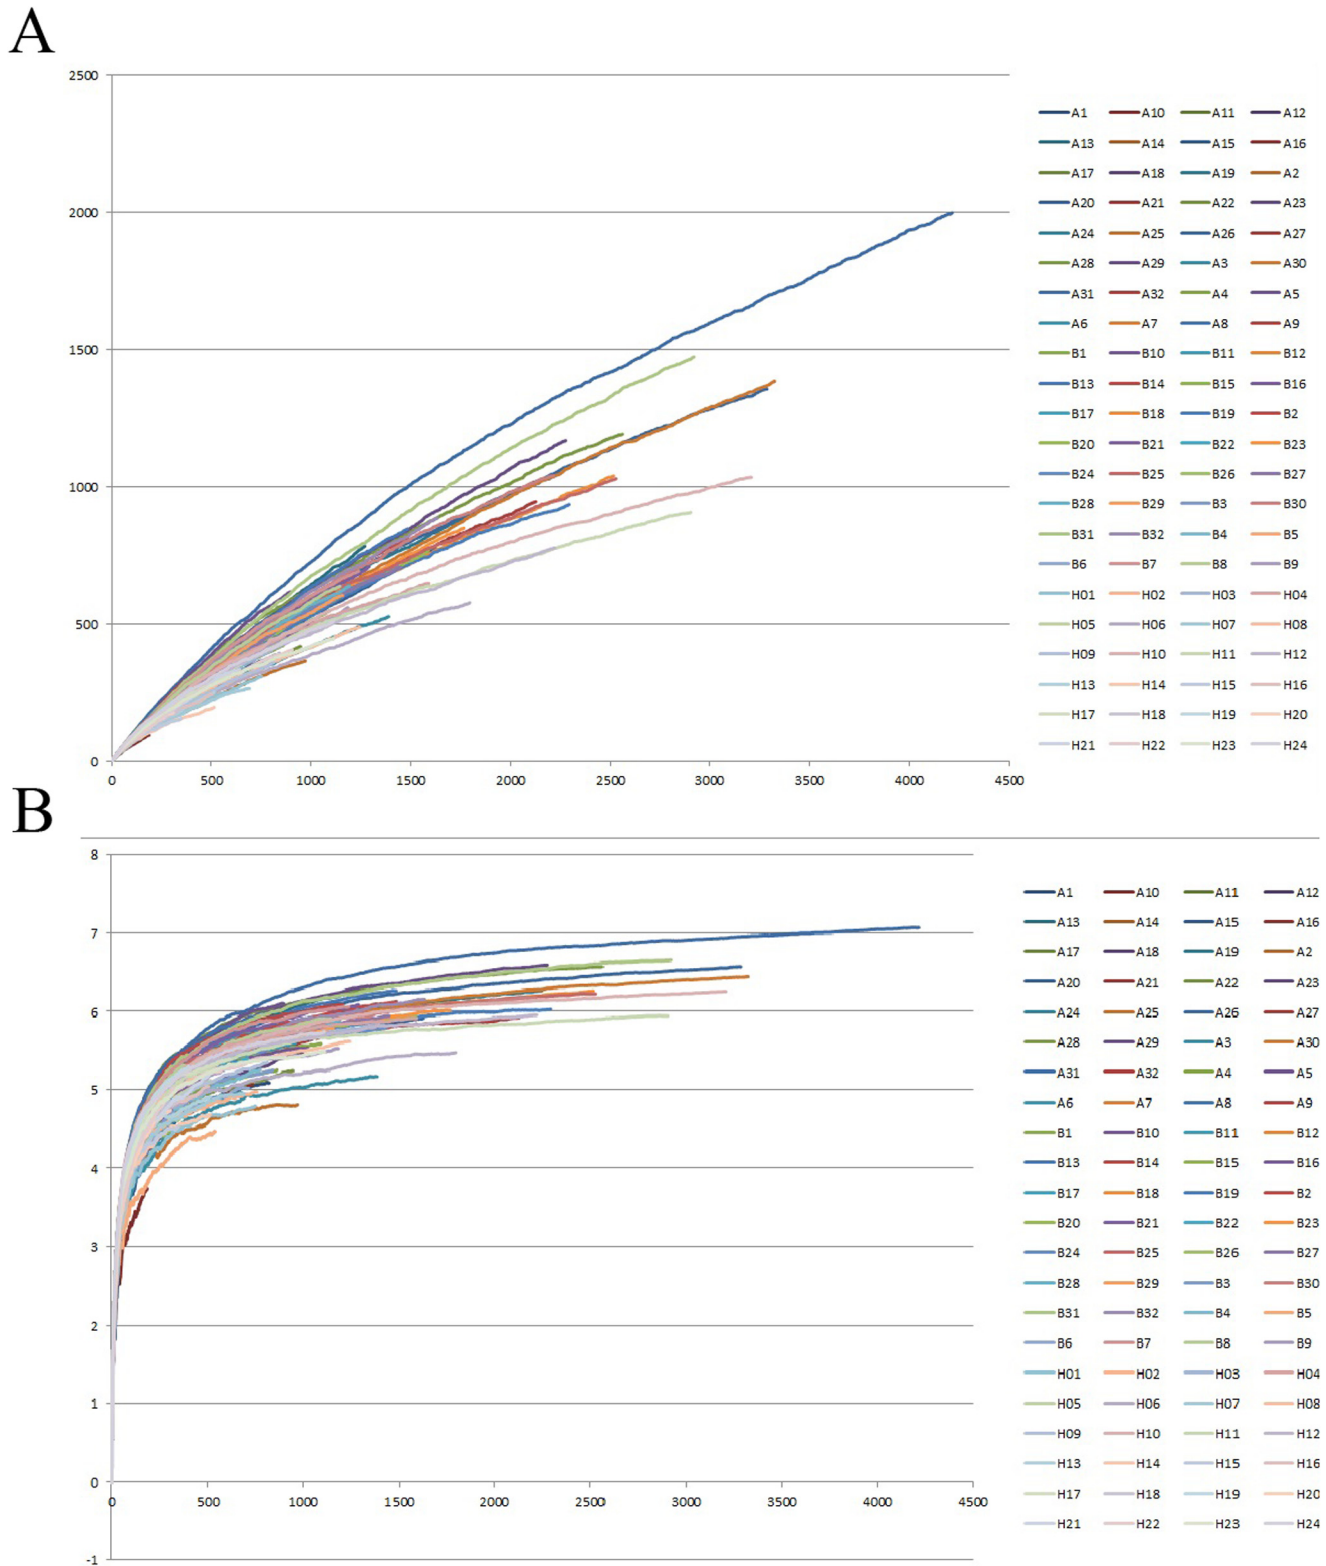 A
2500
2000
1500
1000
500
0
0 500 1000 1500 2000 2500 3000 3500 4000 4500
A1 A10 A11 A12
A13 A14 A15 A16
A17 A18 A19 A2
A20 A21 A22 A23
A24 A25 A26 A27
A28 A29 A3 A30
A31 A32 A4 A5
A6 A7 A8 A9
B1 B10 B11 B12
B13 B14 B15 B16
B17 B18 B19 B2
B20 B21 B22 B23
B24 B25 B26 B27
B28 B29 B3 B30
B31 B32 B4 B5
B6 B7 B8 B9
H01 H02 H03 H04
H05 H06 H07 H08
H09 H10 H11 H12
H13 H14 H15 H16
H17 H18 H19 H20
H21 H22 H23 H24
B
8
7
6
5
4
3
2
1
0
-1
0 500 1000 1500 2000 2500 3000 3500 4000 4500
A1 A10 A11 A12
A13 A14 A15 A16
A17 A18 A19 A2
A20 A21 A22 A23
A24 A25 A26 A27
A28 A29 A3 A30
A31 A32 A4 A5
A6 A7 A8 A9
B1 B10 B11 B12
B13 B14 B15 B16
B17 B18 B19 B2
B20 B21 B22 B23
B24 B25 B26 B27
B28 B29 B3 B30
B31 B32 B4 B5
B6 B7 B8 B9
H01 H02 H03 H04
H05 H06 H07 H08
H09 H10 H11 H12
H13 H14 H15 H16
H17 H18 H19 H20
H21 H22 H23 H24